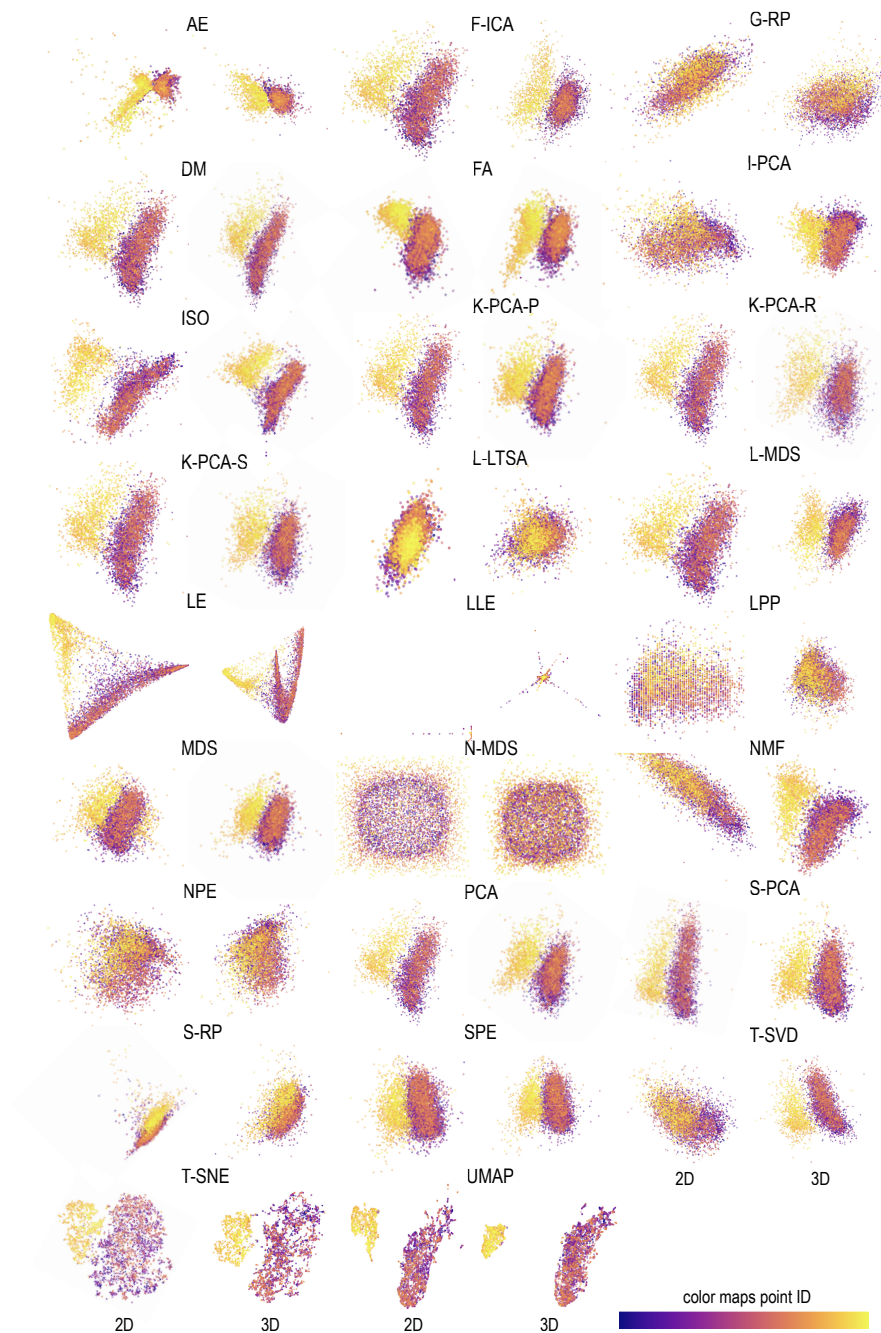 AE F-ICA G-RP
DM FA I-PCA
ISO K-PCA-P K-PCA-R
K-PCA-S L-LTSA L-MDS
LE LLE LPP
MDS N-MDS NMF
NPE PCA S-PCA
S-RP SPE T-SVD
T-SNE UMAP 2D 3D
color maps point ID
2D 3D 2D 3D